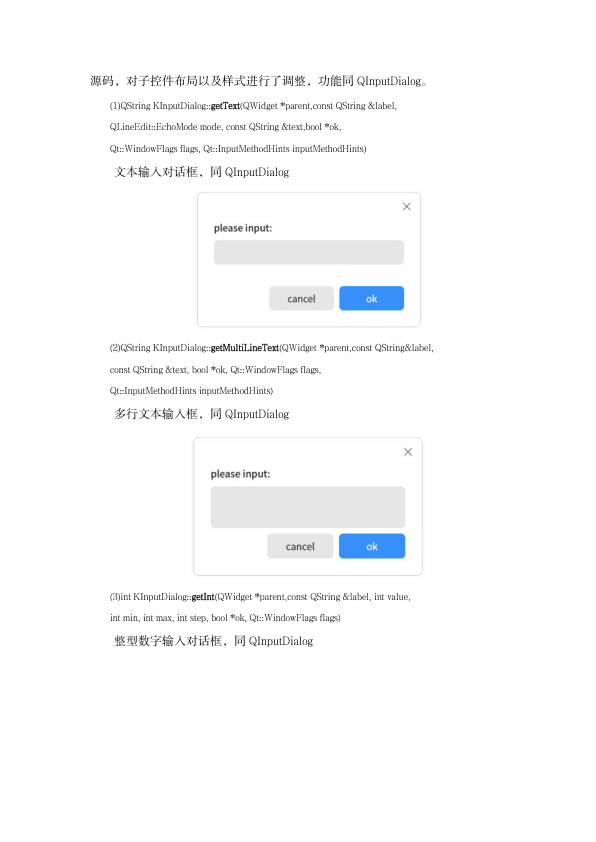 源码，对子控件布局以及样式进行了调整，功能同 QInputDialog。
(1)QString KInputDialog::getText(QWidget *parent,const QString &label,
QLineEdit::EchoMode mode, const QString &text,bool *ok,
Qt::WindowFlags flags, Qt::InputMethodHints inputMethodHints)
文本输入对话框，同 QInputDialog
please input:
cancel ok
(2)QString KInputDialog::getMultiLineText(QWidget *parent,const QString&label,
const QString &text, bool *ok, Qt::WindowFlags flags,
Qt::InputMethodHints inputMethodHints)
多行文本输入框，同 QInputDialog
please input:
cancel ok
(3)int KInputDialog::getInt(QWidget *parent,const QString &label, int value,
int min, int max, int step, bool *ok, Qt::WindowFlags flags)
整型数字输入对话框，同 QInputDialog